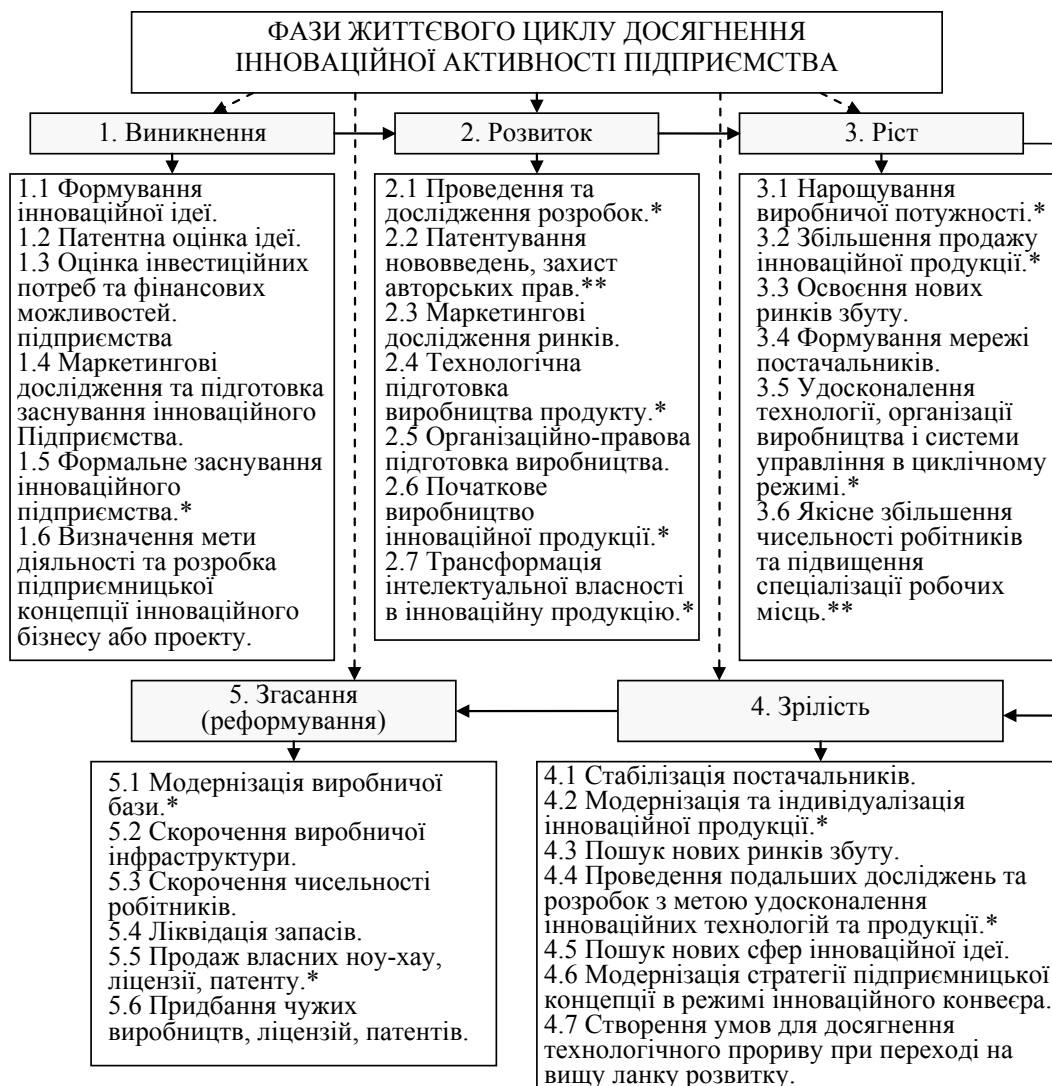 ФАЗИ ЖИТТЄВОГО ЦИКЛУ ДОСЯГНЕННЯ
ІННОВАЦІЙНОЇ АКТИВНОСТІ ПІДПРИЄМСТВА
1. Виникнення
2. Розвиток
3. Ріст
1.1 Формування
інноваційної ідеї.
1.2 Патентна оцінка ідеї.
1.3 Оцінка інвестиційних
потреб та фінансових
можливостей.
підприємства
1.4 Маркетингові
дослідження та підготовка
заснування інноваційного
Підприємства.
1.5 Формальне заснування
інноваційного
підприємства.*
1.6 Визначення мети
діяльності та розробка
підприємницької
концепції інноваційного
бізнесу або проекту.
2.1 Проведення та
дослідження розробок.*
2.2 Патентування
нововведень, захист
авторських прав.**
2.3 Маркетингові
дослідження ринків.
2.4 Технологічна
підготовка
виробництва продукту.*
2.5 Організаційно-правова
підготовка виробництва.
2.6 Початкове
виробництво
інноваційної продукції.*
2.7 Трансформація
інтелектуальної власності
в інноваційну продукцію.*
3.1 Нарощування
виробничої потужності.*
3.2 Збільшення продажу
інноваційної продукції.*
3.3 Освоєння нових
ринків збуту.
3.4 Формування мережі
постачальників.
3.5 Удосконалення
технології, організації
виробництва і системи
управління в циклічному
режимі.*
3.6 Якісне збільшення
чисельності робітників
та підвищення
спеціалізації робочих
місць.**
5. Згасання
(реформування)
4. Зрілість
5.1 Модернізація виробничої
бази.*
5.2 Скорочення виробничої
інфраструктури.
5.3 Скорочення чисельності
робітників.
5.4 Ліквідація запасів.
5.5 Продаж власних ноу-хау,
ліцензії, патенту.*
5.6 Придбання чужих
виробництв, ліцензій, патентів.
4.1 Стабілізація постачальників.
4.2 Модернізація та індивідуалізація
інноваційної продукції.*
4.3 Пошук нових ринків збуту.
4.4 Проведення подальших досліджень та
розробок з метою удосконалення
інноваційних технологій та продукції.*
4.5 Пошук нових сфер інноваційної ідеї.
4.6 Модернізація стратегії підприємницької
концепції в режимі інноваційного конвеєра.
4.7 Створення умов для досягнення
технологічного прориву при переході на
вищу ланку розвитку.